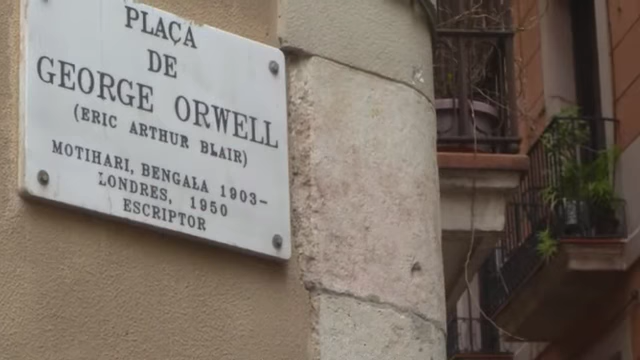 PLAÇA
DE
GEORGE ORWELL
(ERIC ARTHUR BLAIR)
MOTIHARI, BENGALA 1903-
LONDRES, 1950
ESCRIPTOR